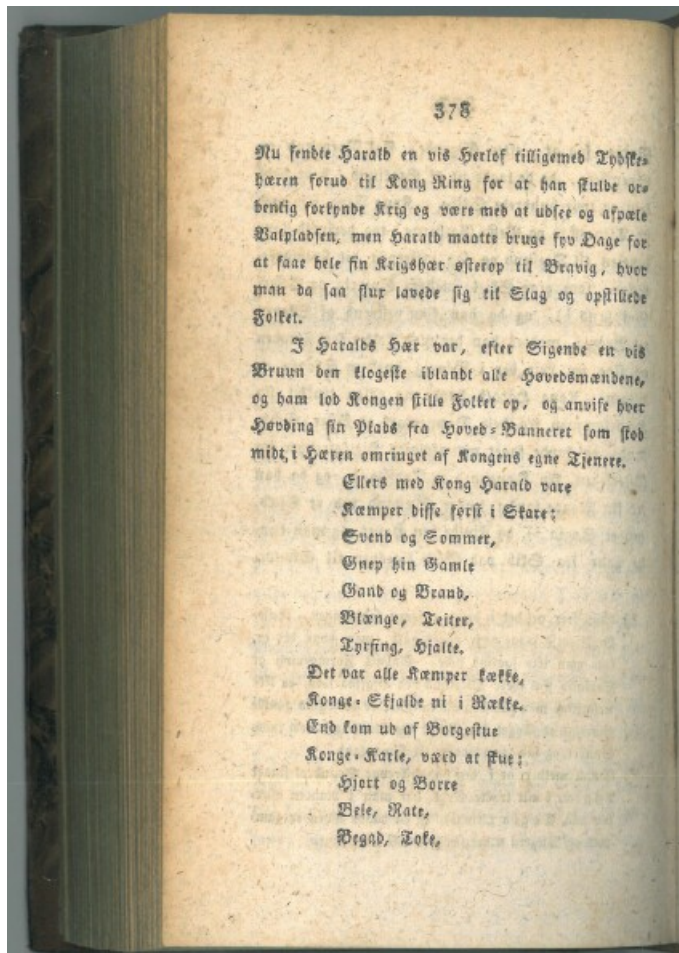 378
Nu sendte Harald en vis Herlof tilligemed Tydske-
hæren forud til Kong Ring for at han skulde or-
dentlig forkynde Krig og være med at udsee og afpæle
Valpladsen, men Harald maatte bruge syv Dage for
at faae hele sin Krigshær østerop til Bravig, hvor
man da saa flux lavede sig til Slag og opstillede
Folket.
I Haralds Hær var, efter Sigende en vis
Bruun den klogeste iblandt alle Høvedsmændene,
og ham lod Kongen stille Folket op, og anvise hver
Høvding sin Plads fra Hoved-Banneret som stod
midt i Hæren omringet af Kongens egne Tjenere.
Ellers med Kong Harald vare
Kæmper disse først i Skare:
Svend og Sommer,
Gnep hin Gamle
Gand og Brand,
Blænge, Teiter,
Tyrfing, Hjalte.
Det var alle Kæmper kække,
Konge-Skjalde ni i Række.
End kom ud af Borgestue
Konge-Karle, værd at skue:
Hjort og Borre
Bele, Rate,
Begad, Toke,